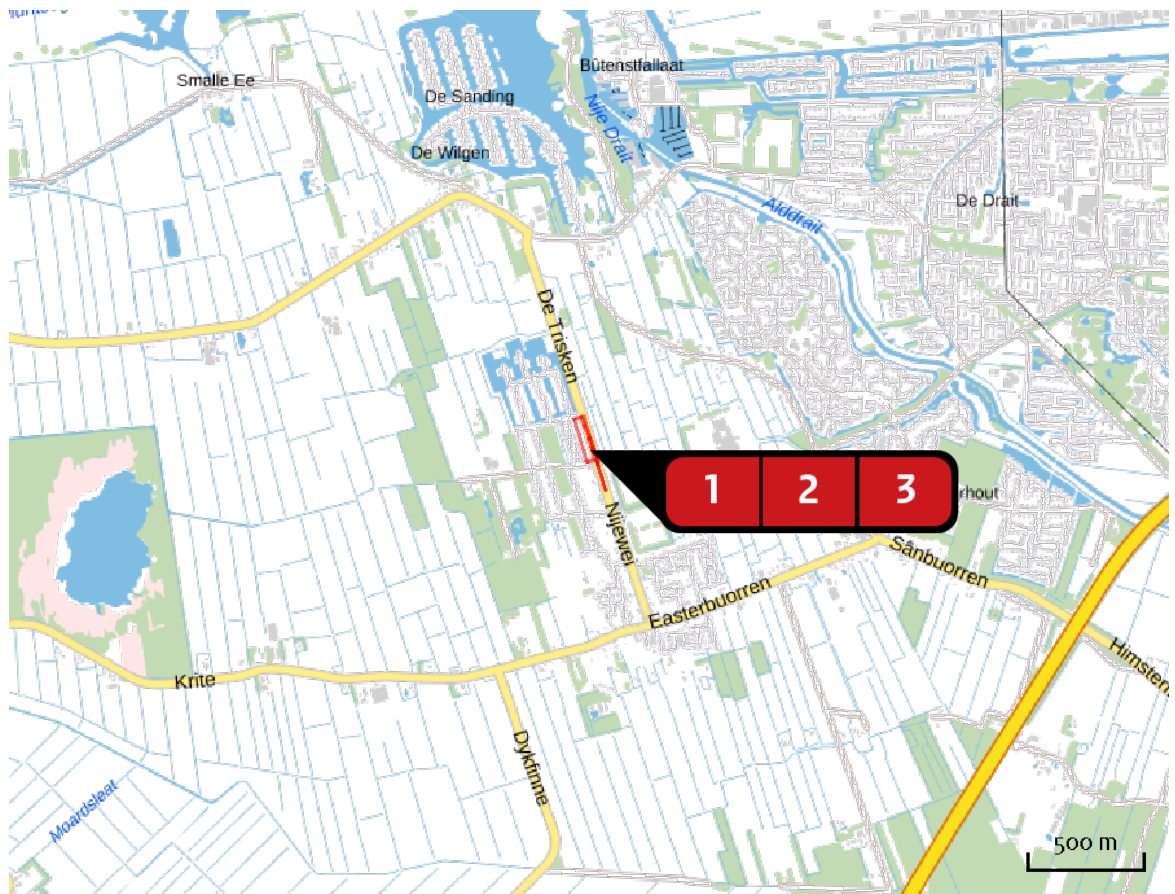 Smalle Ee
De Sanding
Bûtenstfallaat
De Wilgen
Nije Drait
De Drait
Alddrait
De Trisken
1 2 3
rhout
Nijewei
Sânbuorren
Easterbuorren
Himsten
Krite
Dykfinne
Moardsleat
500 m